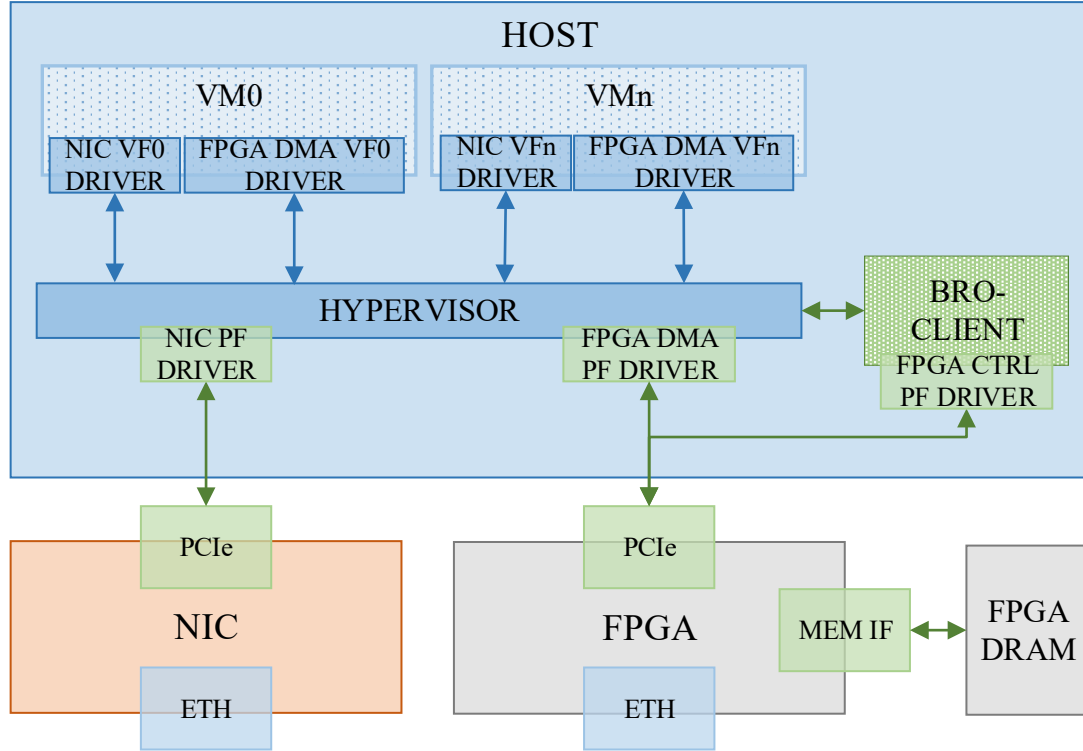 HOST
VM0
NIC VF0
DRIVER
FPGA DMA VF0
DRIVER
VMn
NIC VFn
DRIVER
FPGA DMA VFn
DRIVER
HYPERVISOR
NIC PF
DRIVER
FPGA DMA
PF DRIVER
BRO-
CLIENT
FPGA CTRL
PF DRIVER
PCIe
NIC
ETH
PCIe
FPGA
MEM IF
ETH
FPGA
DRAM